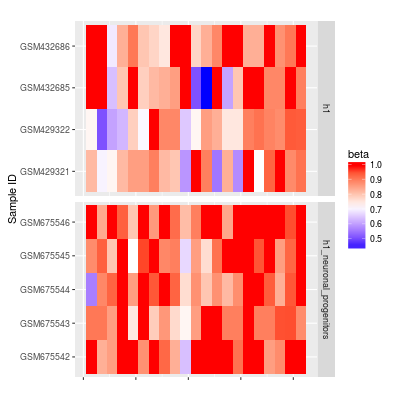 GSM432686
GSM432685
GSM429322
GSM429321
h1
GSM675546
GSM675545
GSM675544
GSM675543
GSM675542
h1_neuronal_progenitors
Sample ID
beta
1.0
0.9
0.8
0.7
0.6
0.5